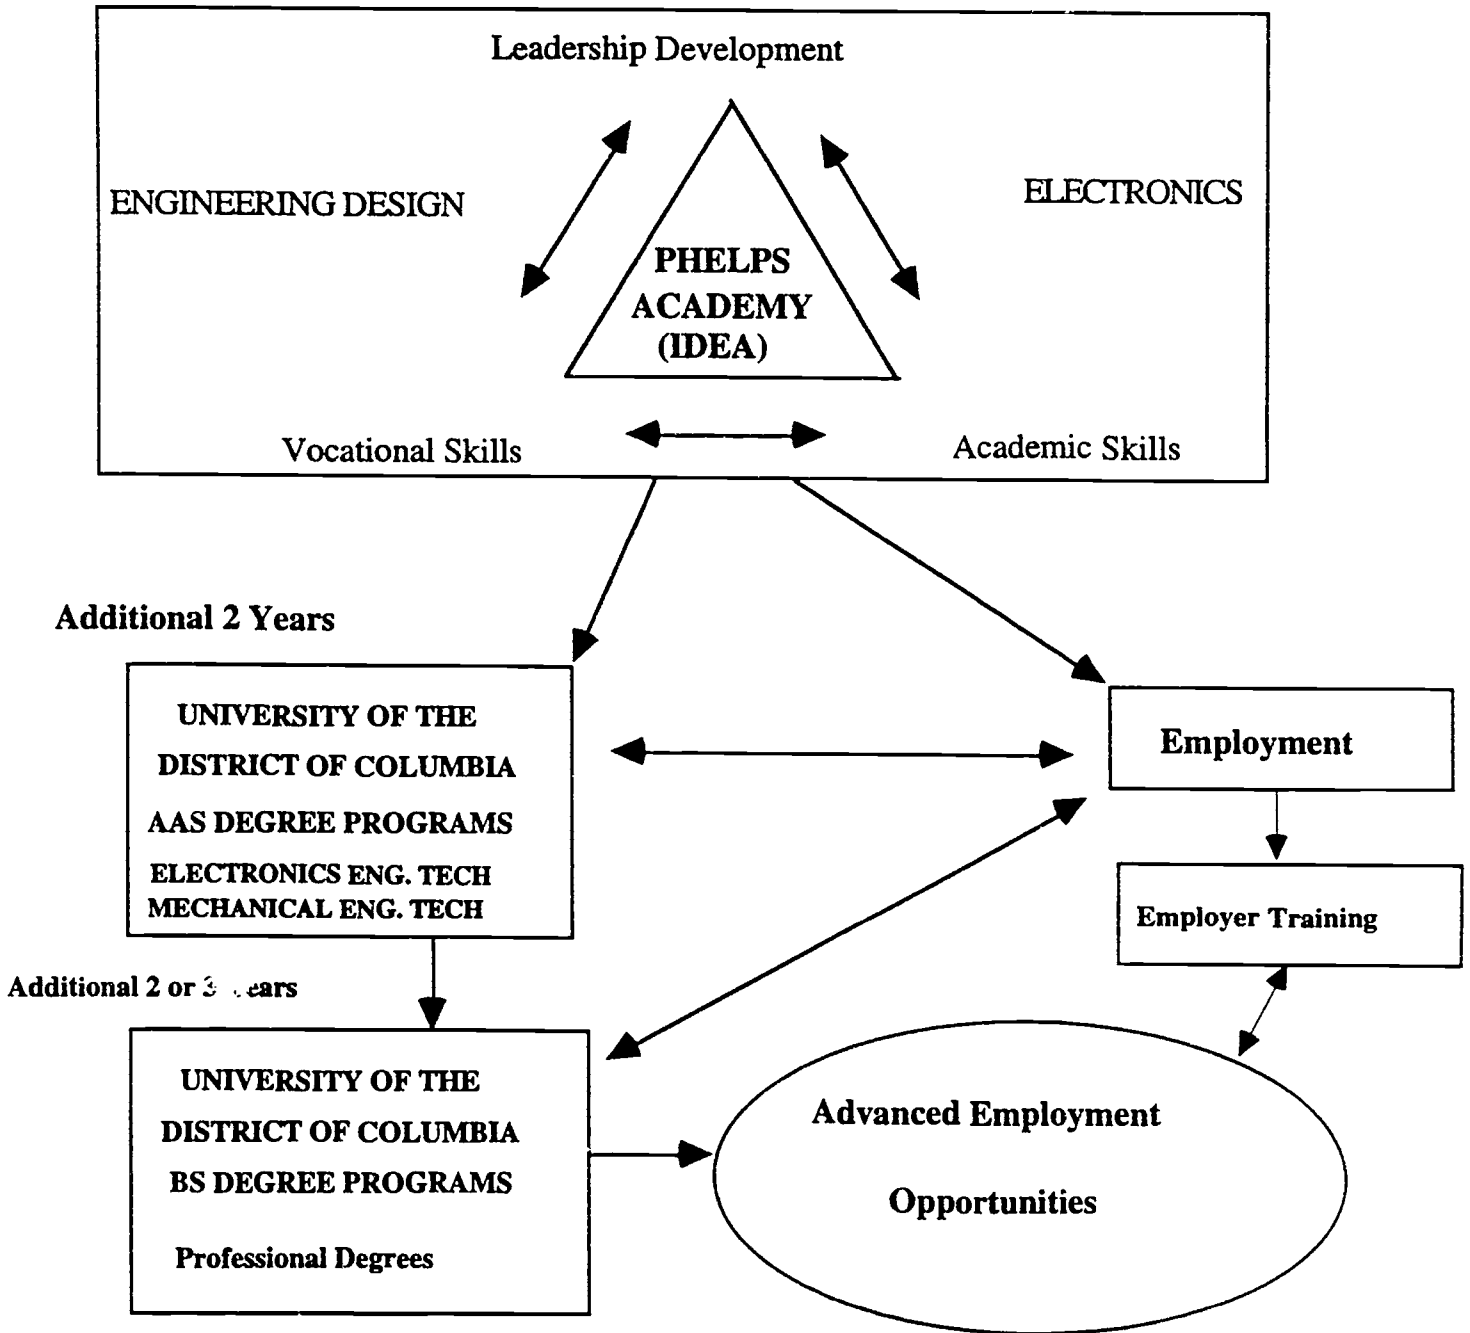 Leadership Development
ENGINEERING DESIGN
ELECTRONICS
PHELPS
ACADEMY
(IDEA)
Vocational Skills
Academic Skills
Additional 2 Years
UNIVERSITY OF THE
DISTRICT OF COLUMBIA
AAS DEGREE PROGRAMS
ELECTRONICS ENG. TECH
MECHANICAL ENG. TECH
Employment
Employer Training
Additional 2 or 3
UNIVERSITY OF THE
DISTRICT OF COLUMBIA
BS DEGREE PROGRAMS
Professional Degrees
Advanced Employment
Opportunities